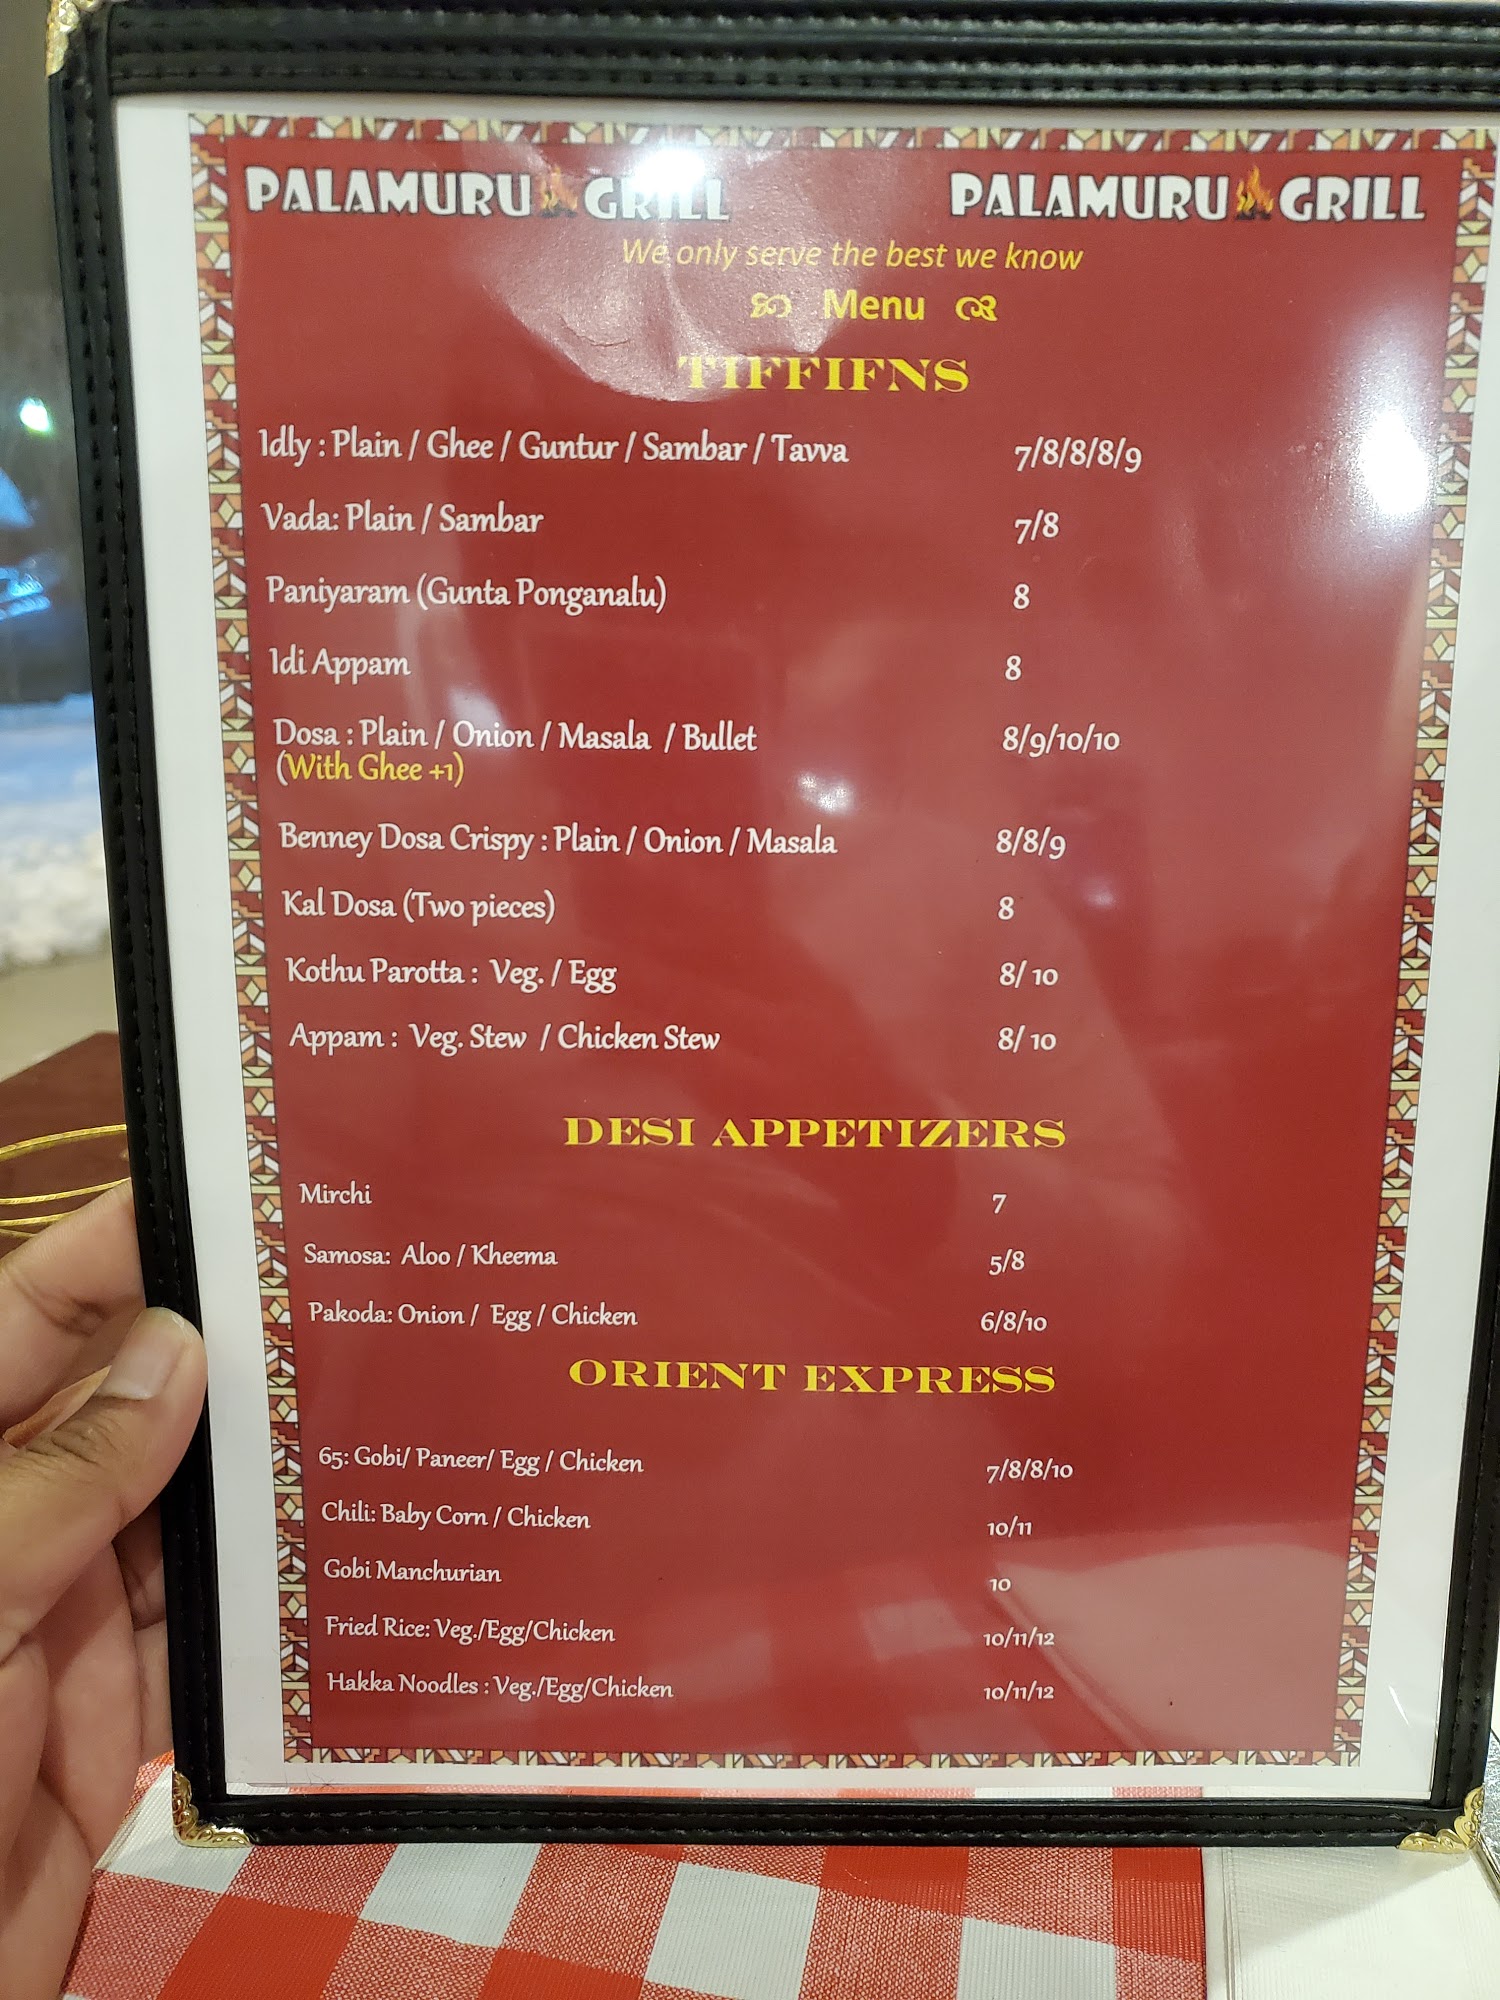 PALAMURU GRILL PALAMURU GRILL
We only serve the best we know
Menu
TIFFIFNS
Idly : Plain / Ghee / Guntur / Sambar / Tavva 7/8/8/8/9
Vada: Plain / Sambar 7/8
Paniyaram (Gunta Ponganalu) 8
Idi Appam 8
Dosa : Plain / Onion / Masala / Bullet 8/9/10/10
(With Ghee +1)
Benney Dosa Crispy : Plain / Onion / Masala 8/8/9
Kal Dosa (Two pieces) 8
Kothu Parotta : Veg. / Egg 8/ 10
Appam : Veg. Stew / Chicken Stew 8/ 10
DESI APPETIZERS
Mirchi 7
Samosa: Aloo / Kheema 5/8
Pakoda: Onion / Egg / Chicken 6/8/10
ORIENT EXPRESS
65: Gobi/ Paneer/ Egg / Chicken 7/8/8/10
Chili: Baby Corn / Chicken 10/11
Gobi Manchurian 10
Fried Rice: Veg./Egg/Chicken 10/11/12
Hakka Noodles : Veg./Egg/Chicken 10/11/12